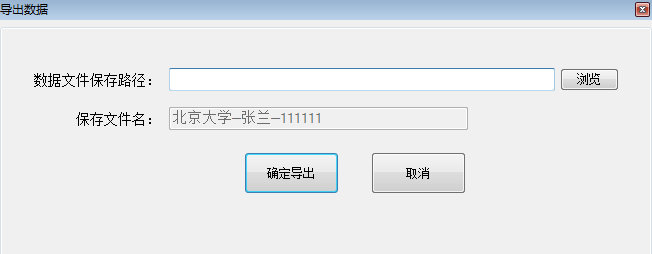 导出数据
数据文件保存路径： 浏览
保存文件名： 北京大学—张兰—111111
确定导出 取消